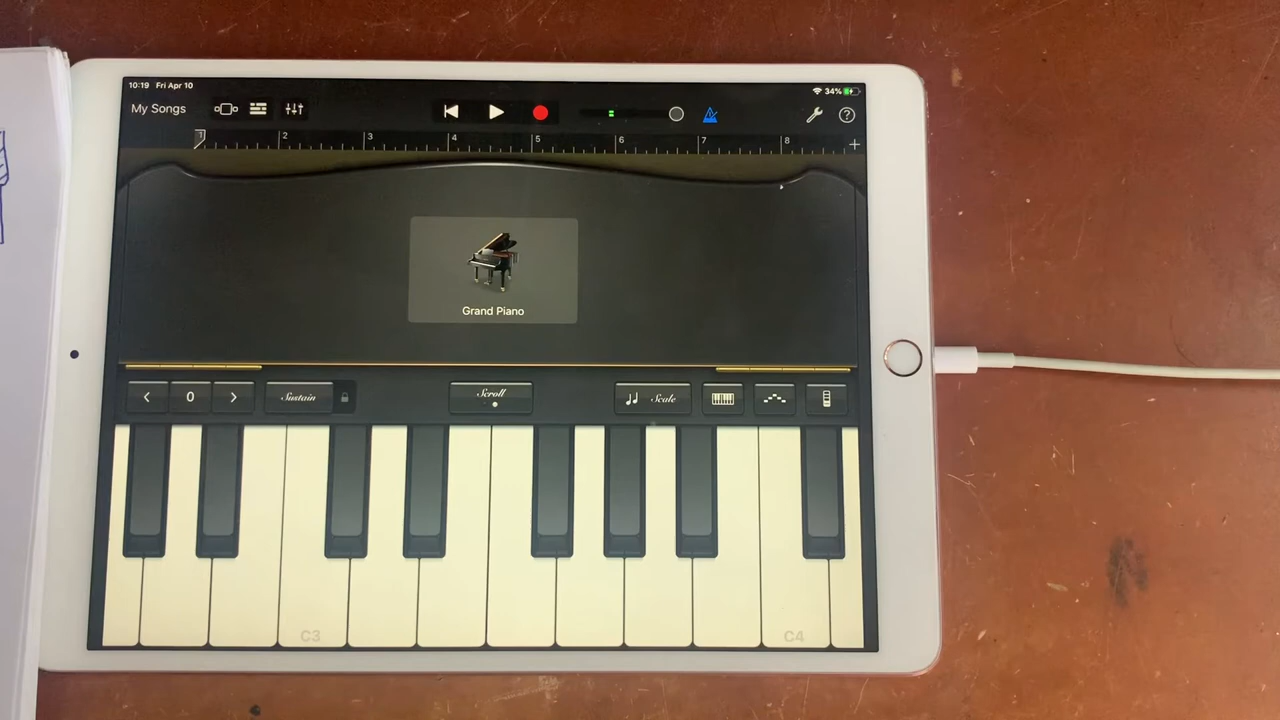 10:19 Fri Apr 10
34%
My Songs
1 2 3 4 5 6 7 8 +
Grand Piano
< 0 > Sustain Scroll Scale
C3 C4